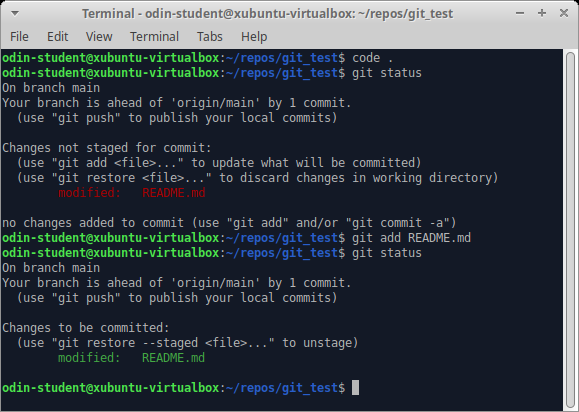 Terminal - odin-student@xubuntu-virtualbox: ~/repos/git_test
File Edit View Terminal Tabs Help
odin-student@xubuntu-virtualbox:~/repos/git_test$ code .
odin-student@xubuntu-virtualbox:~/repos/git_test$ git status
On branch main
Your branch is ahead of 'origin/main' by 1 commit.
  (use "git push" to publish your local commits)

Changes not staged for commit:
  (use "git add <file>..." to update what will be committed)
  (use "git restore <file>..." to discard changes in working directory)
        modified:   README.md

no changes added to commit (use "git add" and/or "git commit -a")
odin-student@xubuntu-virtualbox:~/repos/git_test$ git add README.md
odin-student@xubuntu-virtualbox:~/repos/git_test$ git status
On branch main
Your branch is ahead of 'origin/main' by 1 commit.
  (use "git push" to publish your local commits)

Changes to be committed:
  (use "git restore --staged <file>..." to unstage)
        modified:   README.md

odin-student@xubuntu-virtualbox:~/repos/git_test$